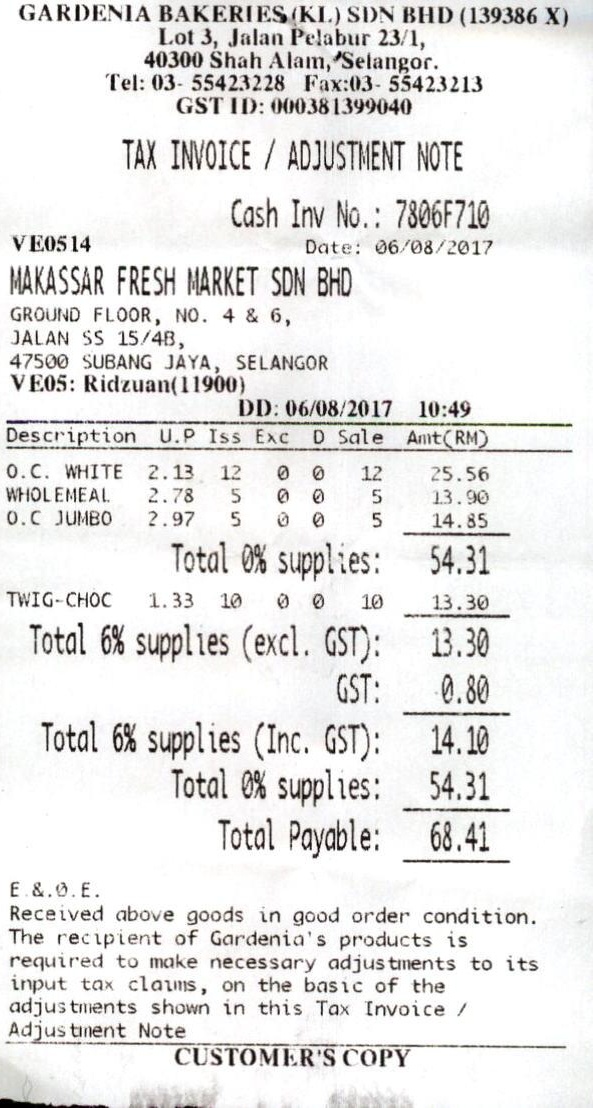 GARDENIA BAKERIES (KL) SDN BHD (139386 X)
Lot 3, Jalan Pelabur 23/1,
40300 Shah Alam, Selangor.
Tel: 03- 55423228 Fax:03- 55423213
GST ID: 000381399040
TAX INVOICE / ADJUSTMENT NOTE
Cash Inv No.: 7806F710
VE0514 Date: 06/08/2017
MAKASSAR FRESH MARKET SDN BHD
GROUND FLOOR, NO. 4 & 6,
JALAN SS 15/4B,
47500 SUBANG JAYA, SELANGOR
VE05: Ridzuan(11900)
DD: 06/08/2017 10:49
Description U.P Iss Exc D Sale Amt(RM)
O.C. WHITE 2.13 12 0 0 12 25.56
WHOLEMEAL 2.78 5 0 0 5 13.90
O.C JUMBO 2.97 5 0 0 5 14.85
Total 0% supplies: 54.31
TWIG-CHOC 1.33 10 0 0 10 13.30
Total 6% supplies (excl. GST): 13.30
GST: 0.80
Total 6% supplies (Inc. GST): 14.10
Total 0% supplies: 54.31
Total Payable: 68.41
E.&.O.E.
Received above goods in good order condition.
The recipient of Gardenia's products is
required to make necessary adjustments to its
input tax claims, on the basic of the
adjustments shown in this Tax Invoice /
Adjustment Note
CUSTOMER'S COPY